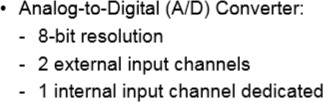 • Analog-to-Digital (A/D) Converter:
- 8-bit resolution
- 2 external input channels
- 1 internal input channel dedicated